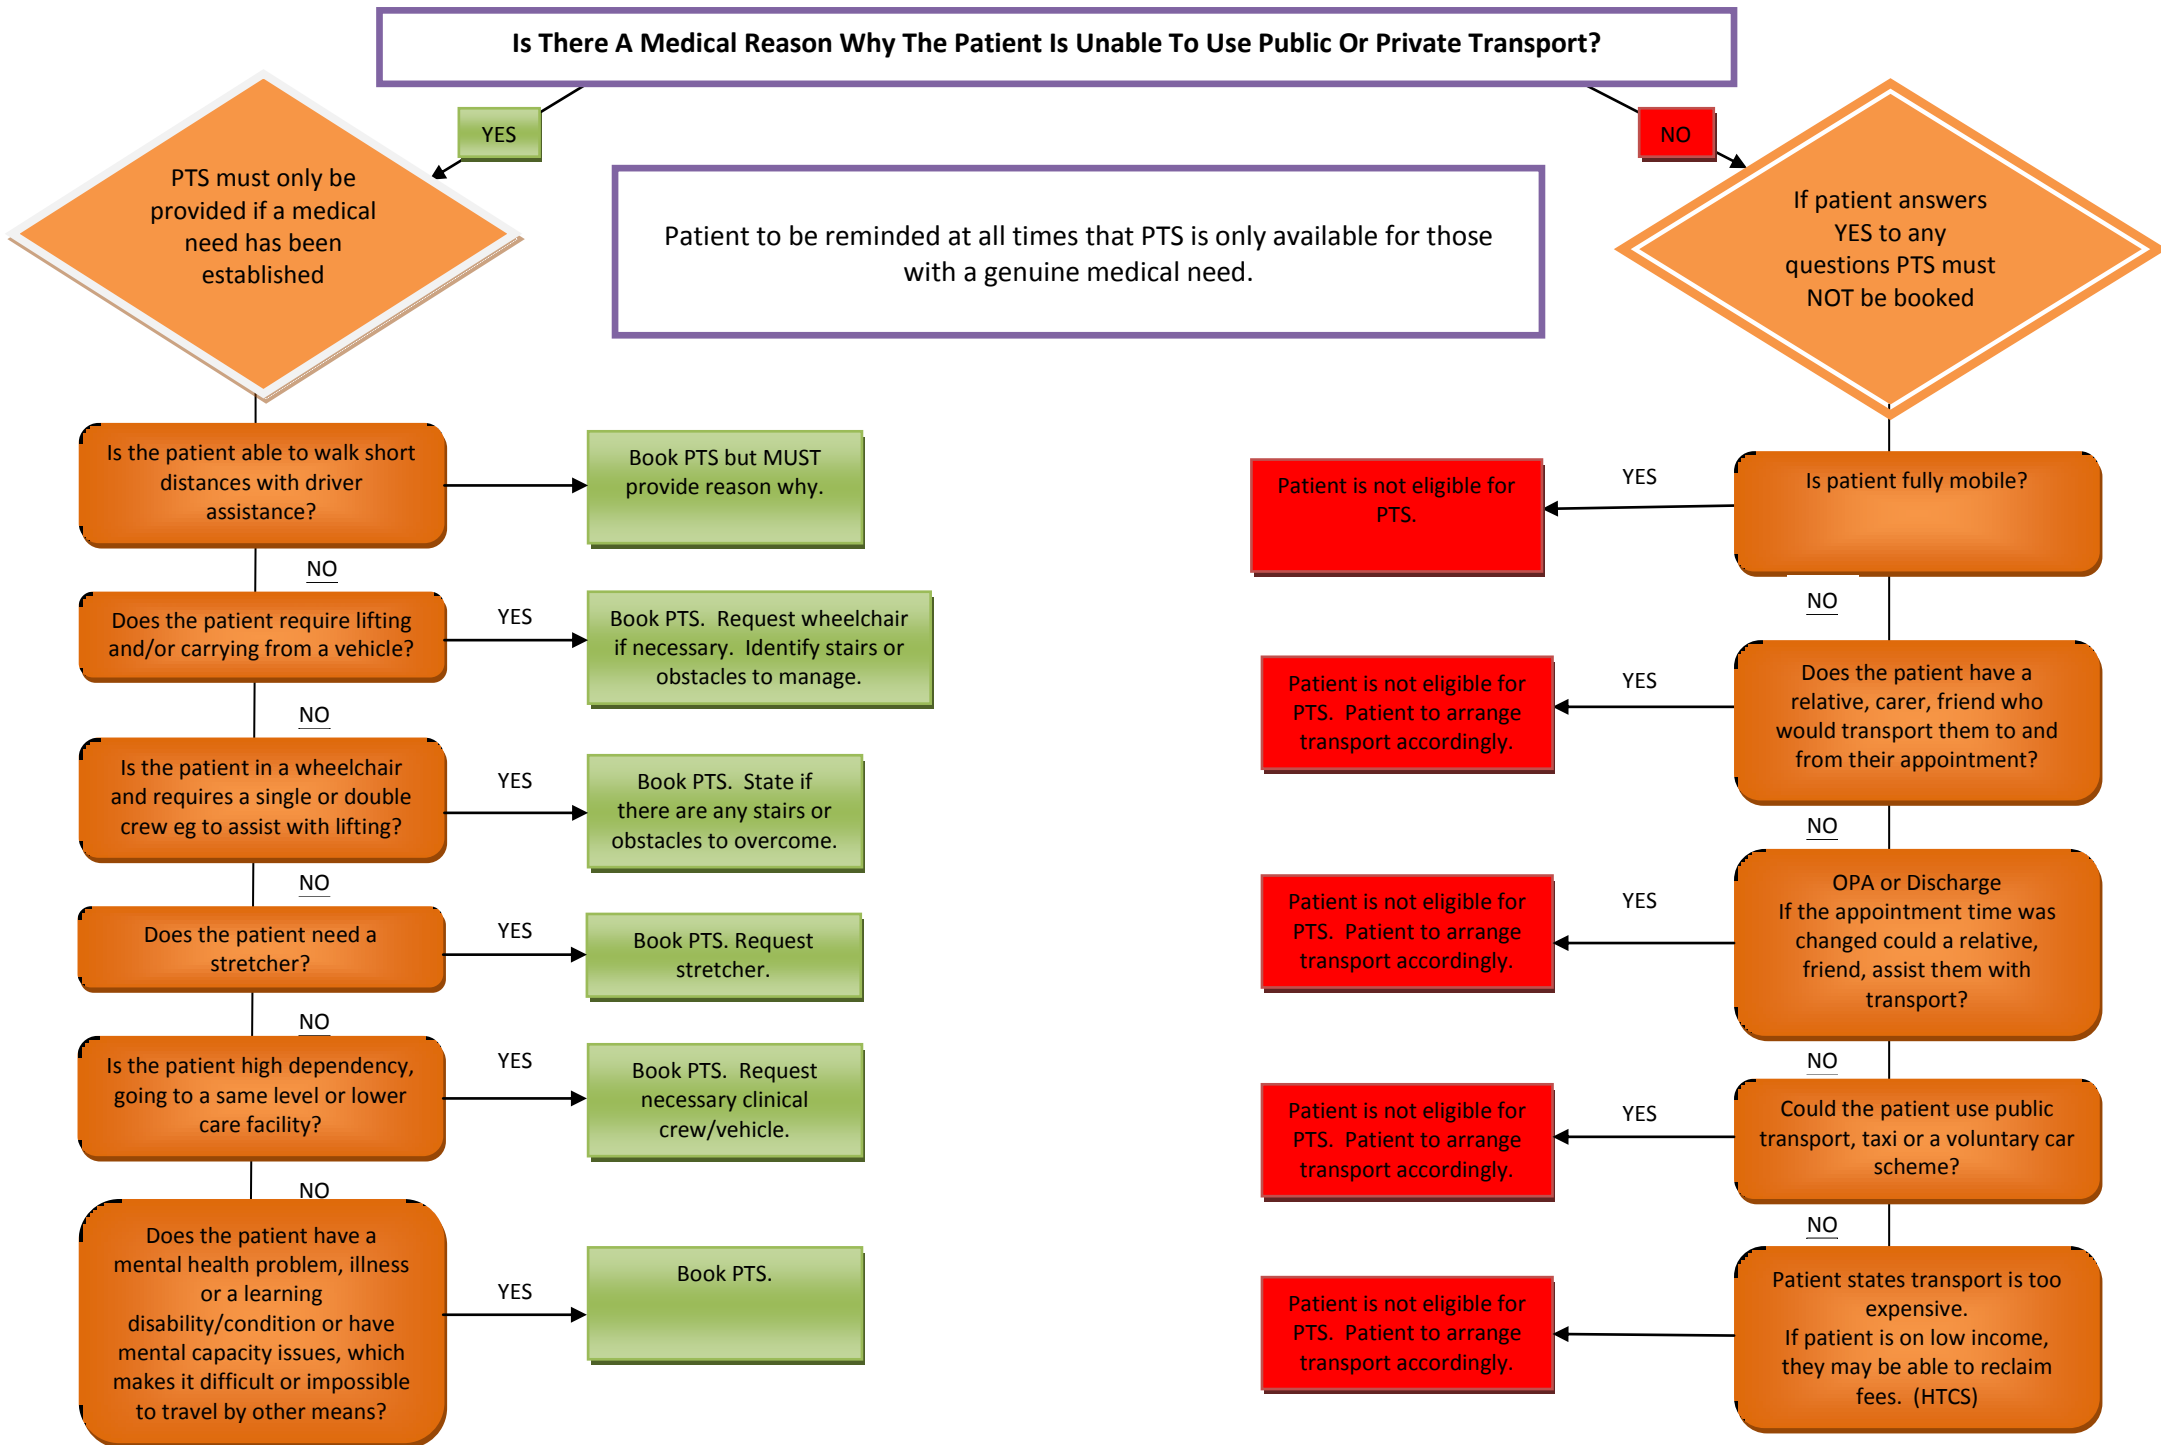 Is There A Medical Reason Why The Patient Is Unable To Use Public Or Private Transport?
YES
NO
PTS must only be
provided if a medical
need has been
established
Patient to be reminded at all times that PTS is only available for those
with a genuine medical need.
If patient answers
YES to any
questions PTS must
NOT be booked
Is the patient able to walk short
distances with driver
assistance?
Book PTS but MUST
provide reason why.
NO
Does the patient require lifting
and/or carrying from a vehicle?
YES
Book PTS.  Request wheelchair
if necessary.  Identify stairs or
obstacles to manage.
NO
Is the patient in a wheelchair
and requires a single or double
crew eg to assist with lifting?
YES
Book PTS.  State if
there are any stairs or
obstacles to overcome.
NO
Does the patient need a
stretcher?
YES
Book PTS. Request
stretcher.
NO
Is the patient high dependency,
going to a same level or lower
care facility?
YES
Book PTS.  Request
necessary clinical
crew/vehicle.
NO
Does the patient have a
mental health problem, illness
or a learning
disability/condition or have
mental capacity issues, which
makes it difficult or impossible
to travel by other means?
YES
Book PTS.
Is patient fully mobile?
YES
Patient is not eligible for
PTS.
NO
Does the patient have a
relative, carer, friend who
would transport them to and
from their appointment?
YES
Patient is not eligible for
PTS.  Patient to arrange
transport accordingly.
NO
OPA or Discharge
If the appointment time was
changed could a relative,
friend, assist them with
transport?
YES
Patient is not eligible for
PTS.  Patient to arrange
transport accordingly.
NO
Could the patient use public
transport, taxi or a voluntary car
scheme?
YES
Patient is not eligible for
PTS.  Patient to arrange
transport accordingly.
NO
Patient states transport is too
expensive.
If patient is on low income,
they may be able to reclaim
fees.  (HTCS)
Patient is not eligible for
PTS.  Patient to arrange
transport accordingly.